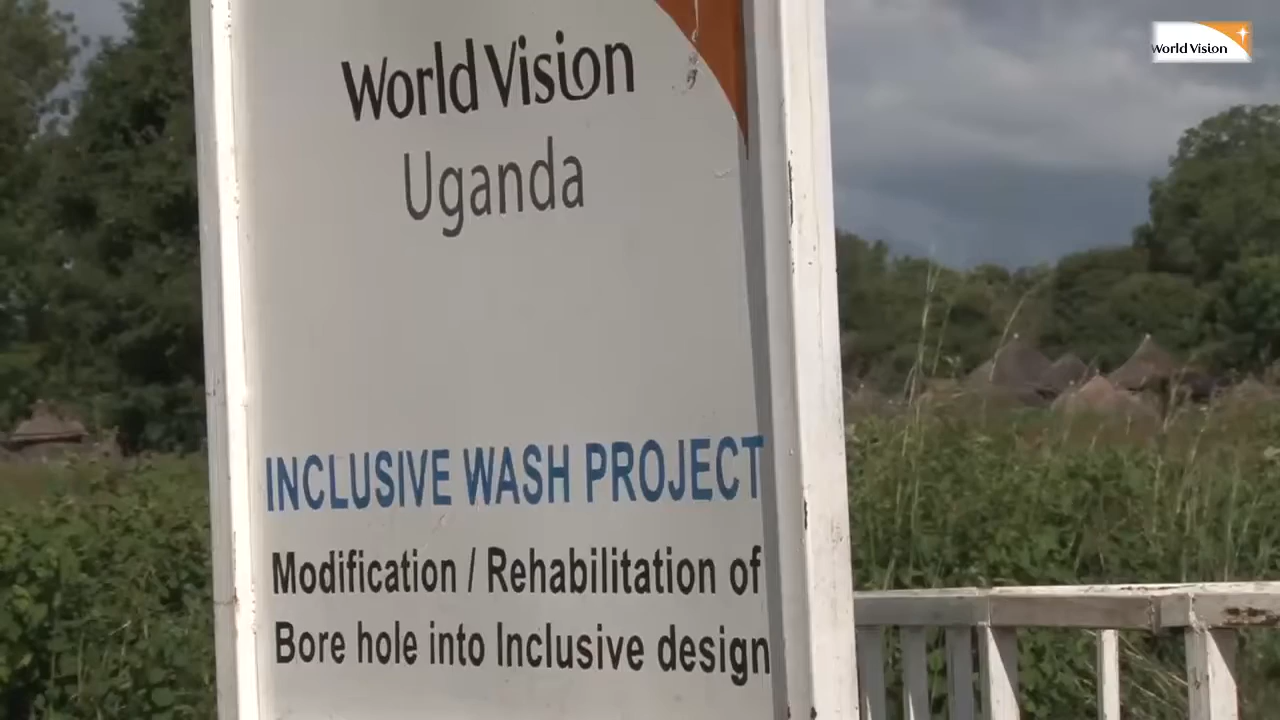 World Vision
World Vision
Uganda
INCLUSIVE WASH PROJECT
Modification / Rehabilitation of
Bore hole into Inclusive design